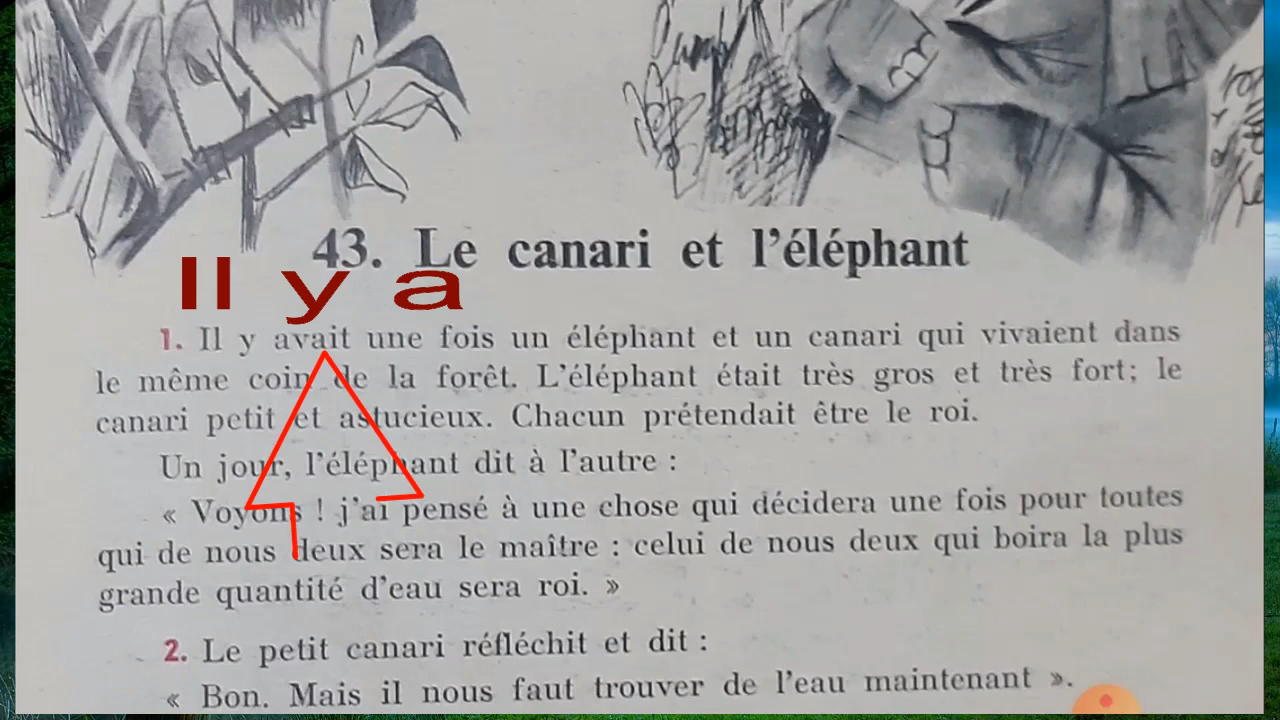 43. Le canari et l'éléphant
Il y a
1. Il y avait une fois un éléphant et un canari qui vivaient dans
le même coin de la forêt. L'éléphant était très gros et très fort; le
canari petit et astucieux. Chacun prétendait être le roi.
Un jour, l'éléphant dit à l'autre :
« Voyons ! j'ai pensé à une chose qui décidera une fois pour toutes
qui de nous deux sera le maître : celui de nous deux qui boira la plus
grande quantité d'eau sera roi. »
2. Le petit canari réfléchit et dit :
« Bon. Mais il nous faut trouver de l'eau maintenant ».